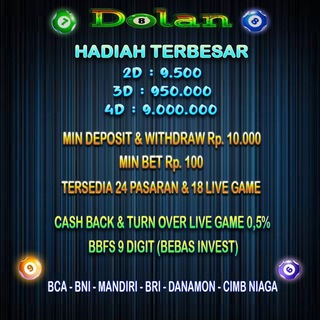 Dolan
HADIAH TERBESAR
2D : 9.500
3D : 950.000
4D : 9.000.000
MIN DEPOSIT & WITHDRAW Rp. 10.000
MIN BET Rp. 100
TERSEDIA 24 PASARAN & 18 LIVE GAME
CASH BACK & TURN OVER LIVE GAME 0,5%
BBFS 9 DIGIT (BEBAS INVEST)
BCA - BNI - MANDIRI - BRI - DANAMON - CIMB NIAGA